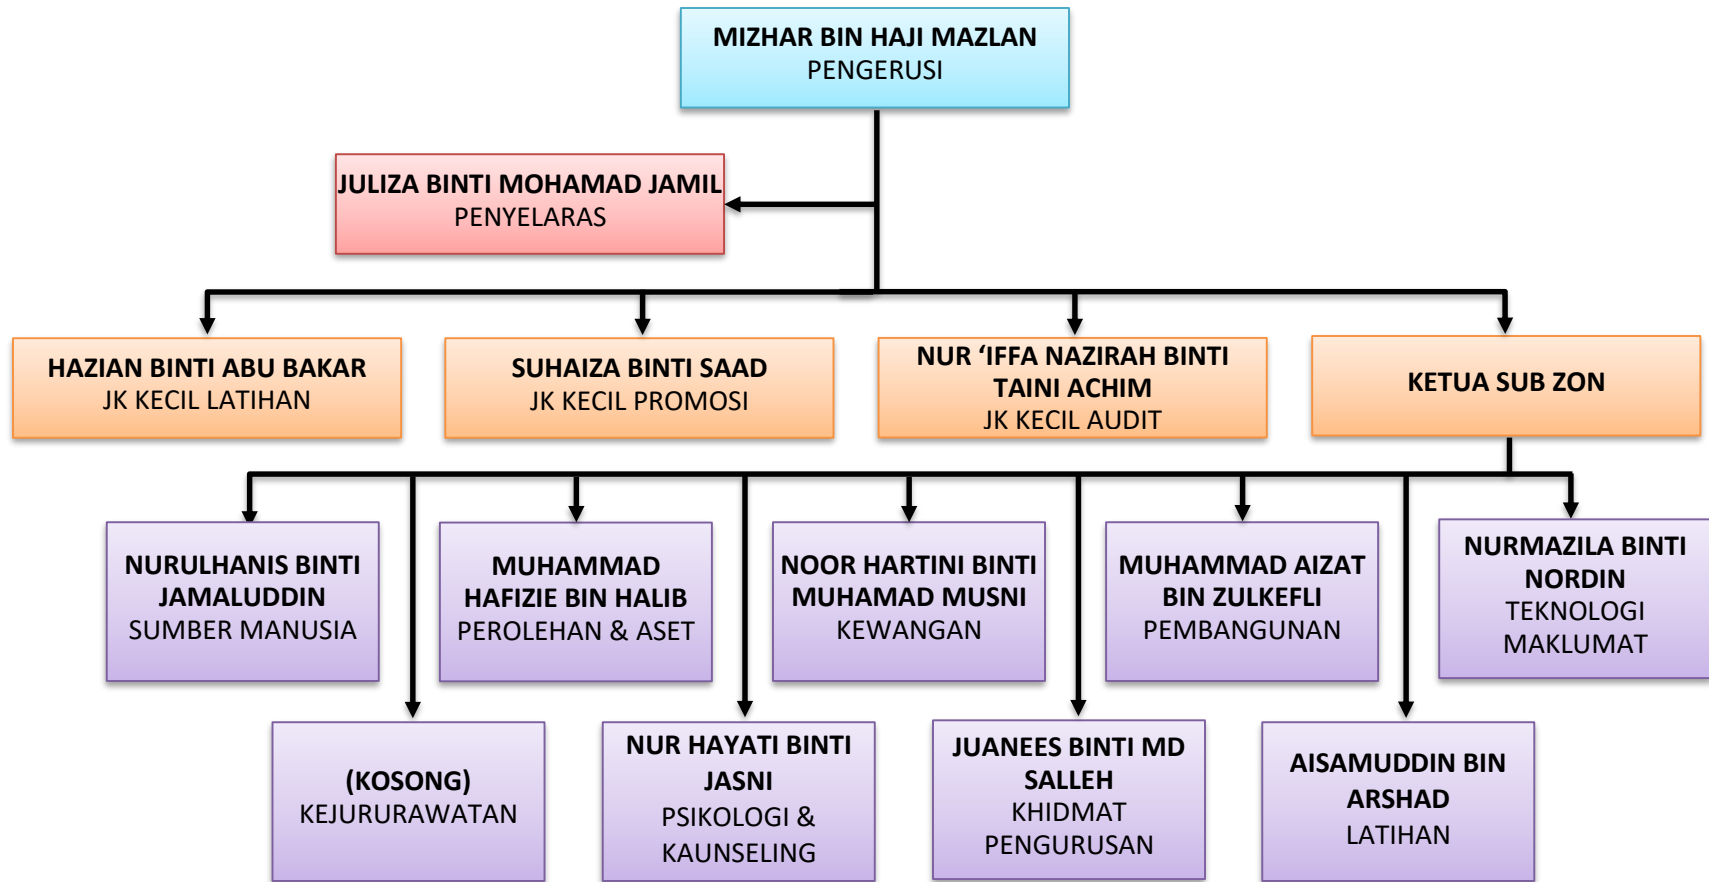 MIZHAR BIN HAJI MAZLAN
PENGERUSI
JULIZA BINTI MOHAMAD JAMIL
PENYELARAS
HAZIAN BINTI ABU BAKAR
JK KECIL LATIHAN
SUHAIZA BINTI SAAD
JK KECIL PROMOSI
NUR ‘IFFA NAZIRAH BINTI
TAINI ACHIM
JK KECIL AUDIT
KETUA SUB ZON
NURULHANIS BINTI
JAMALUDDIN
SUMBER MANUSIA
MUHAMMAD
HAFIZIE BIN HALIB
PEROLEHAN & ASET
NOOR HARTINI BINTI
MUHAMAD MUSNI
KEWANGAN
MUHAMMAD AIZAT
BIN ZULKEFLI
PEMBANGUNAN
NURMAZILA BINTI
NORDIN
TEKNOLOGI
MAKLUMAT
(KOSONG)
KEJURURAWATAN
NUR HAYATI BINTI
JASNI
PSIKOLOGI &
KAUNSELING
JUANEES BINTI MD
SALLEH
KHIDMAT
PENGURUSAN
AISAMUDDIN BIN
ARSHAD
LATIHAN